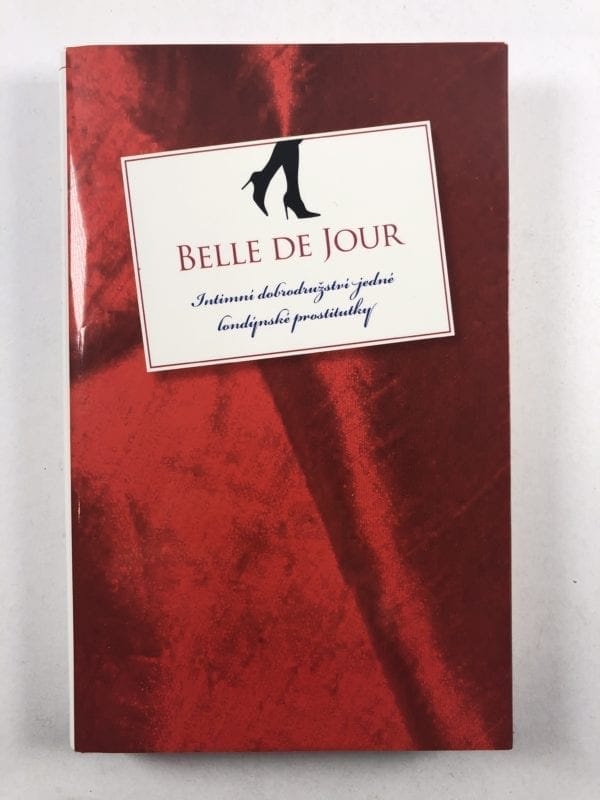 BELLE DE JOUR
Intimní dobrodružství jedné
londýnské prostitutky